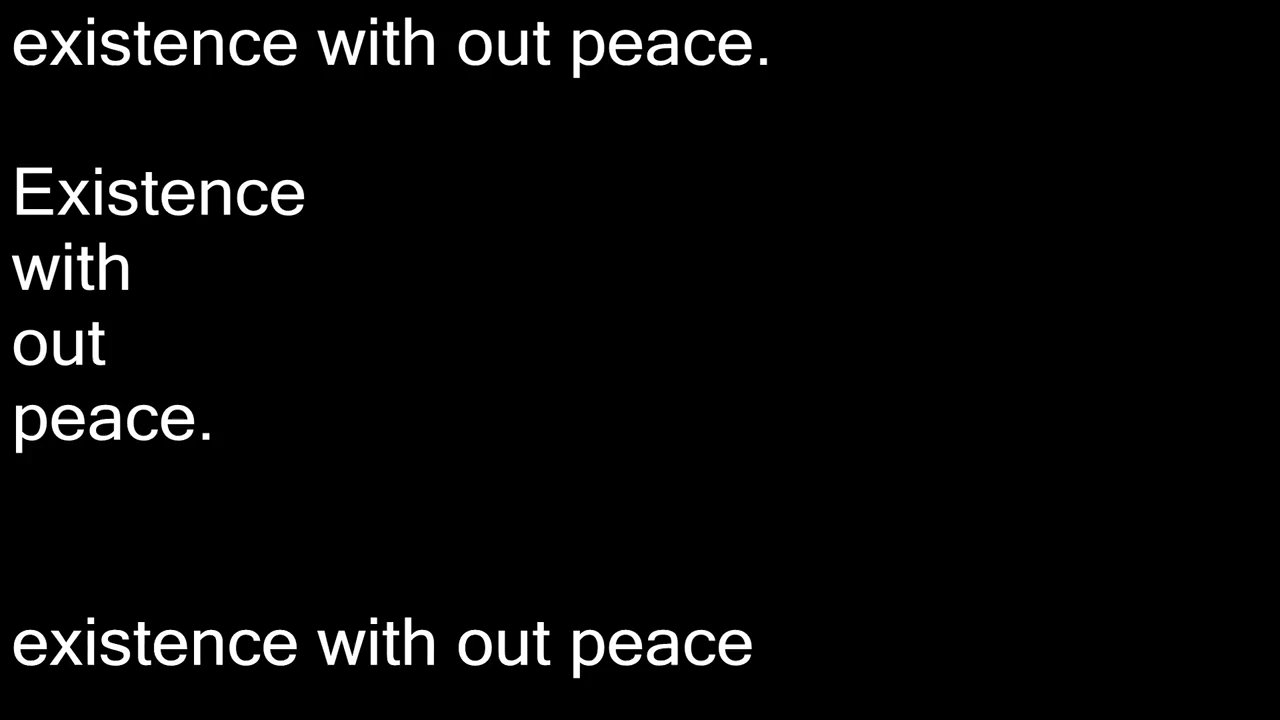 existence with out peace.
Existence
with
out
peace.
existence with out peace